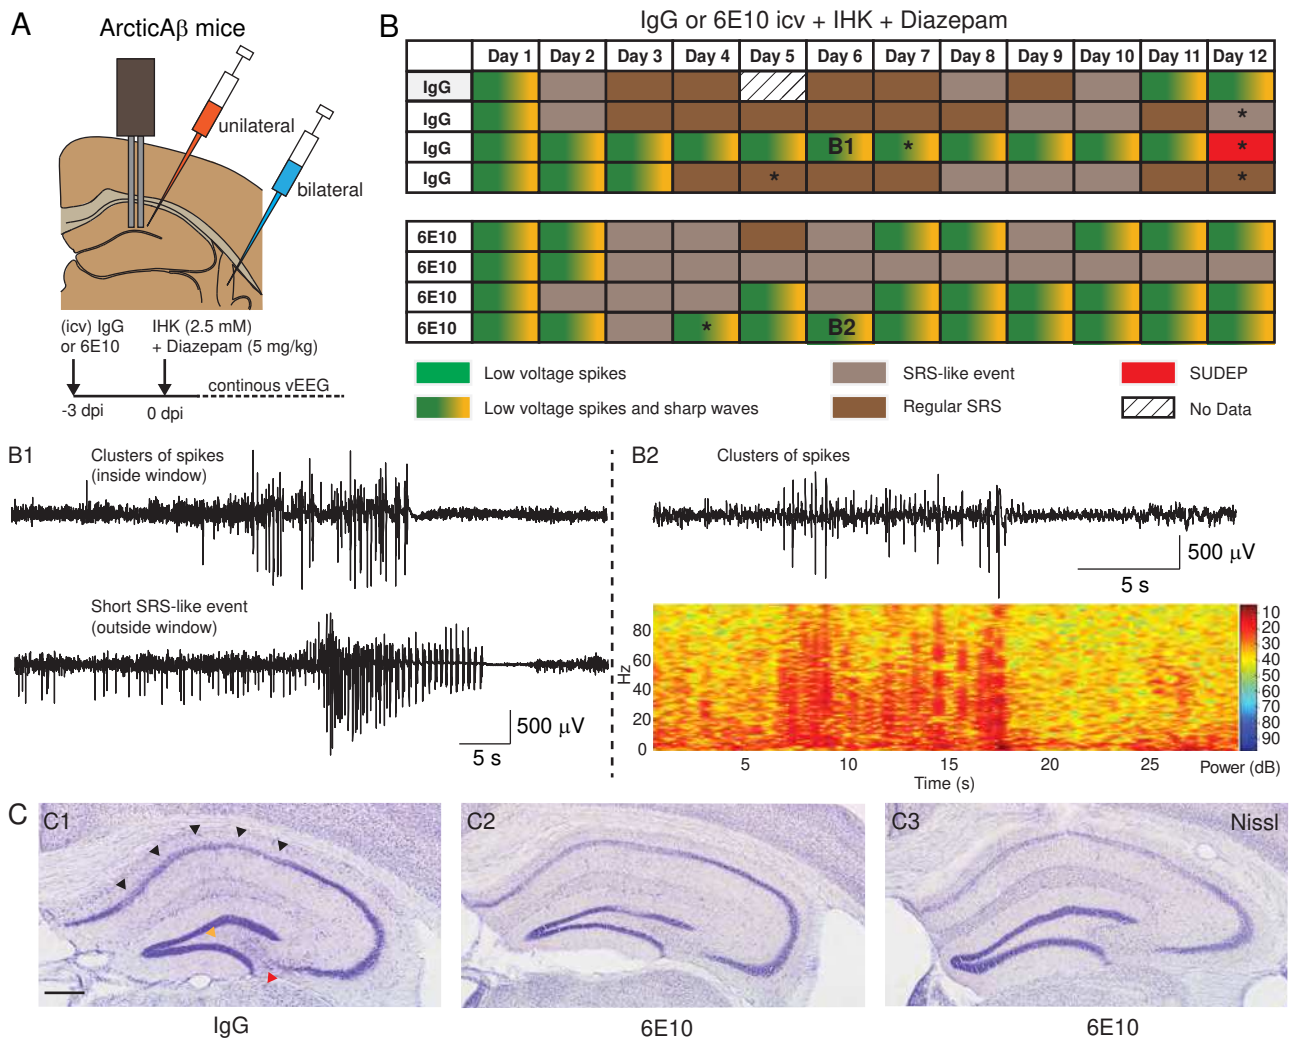 A
ArcticAβ mice
unilateral
bilateral
(icv) IgG
or 6E10
IHK (2.5 mM)
+ Diazepam (5 mg/kg)
continous vEEG
-3 dpi
0 dpi
B
IgG or 6E10 icv + IHK + Diazepam
Day 1 Day 2 Day 3 Day 4 Day 5 Day 6 Day 7 Day 8 Day 9 Day 10 Day 11 Day 12
IgG
IgG *
IgG B1 * *
IgG * *
6E10
6E10
6E10
6E10 * B2
Low voltage spikes
Low voltage spikes and sharp waves
SRS-like event
Regular SRS
SUDEP
No Data
B1
Clusters of spikes
(inside window)
Short SRS-like event
(outside window)
500 μV
5 s
B2
Clusters of spikes
500 μV
5 s
Hz
80
60
40
20
0
5 10 15 20 25
Time (s)
10
20
30
40
50
60
70
80
90
Power (dB)
C
C1
IgG
C2
6E10
C3
Nissl
6E10